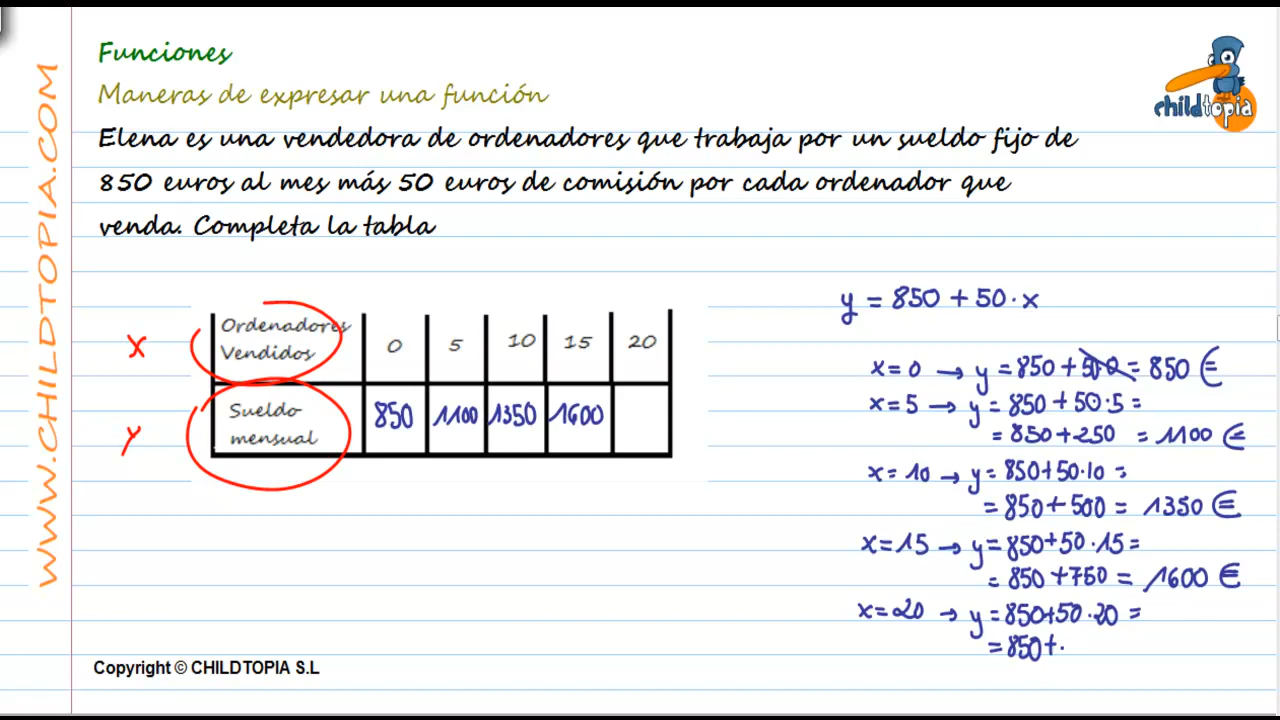 Funciones
Maneras de expresar una función
childtopia
Elena es una vendedora de ordenadores que trabaja por un sueldo fijo de
850 euros al mes más 50 euros de comisión por cada ordenador que
venda. Completa la tabla
WWW.CHILDTOPIA.COM
x Ordenadores Vendidos 0 5 10 15 20
y Sueldo mensual 850 1100 1350 1600
y = 850 + 50 · x
x = 0 → y = 850 + 50·0 = 850 €
x = 5 → y = 850 + 50·5 =
= 850 + 250 = 1100 €
x = 10 → y = 850 + 50·10 =
= 850 + 500 = 1350 €
x = 15 → y = 850 + 50·15 =
= 850 + 750 = 1600 €
x = 20 → y = 850 + 50·20 =
= 850 + ·
Copyright © CHILDTOPIA S.L